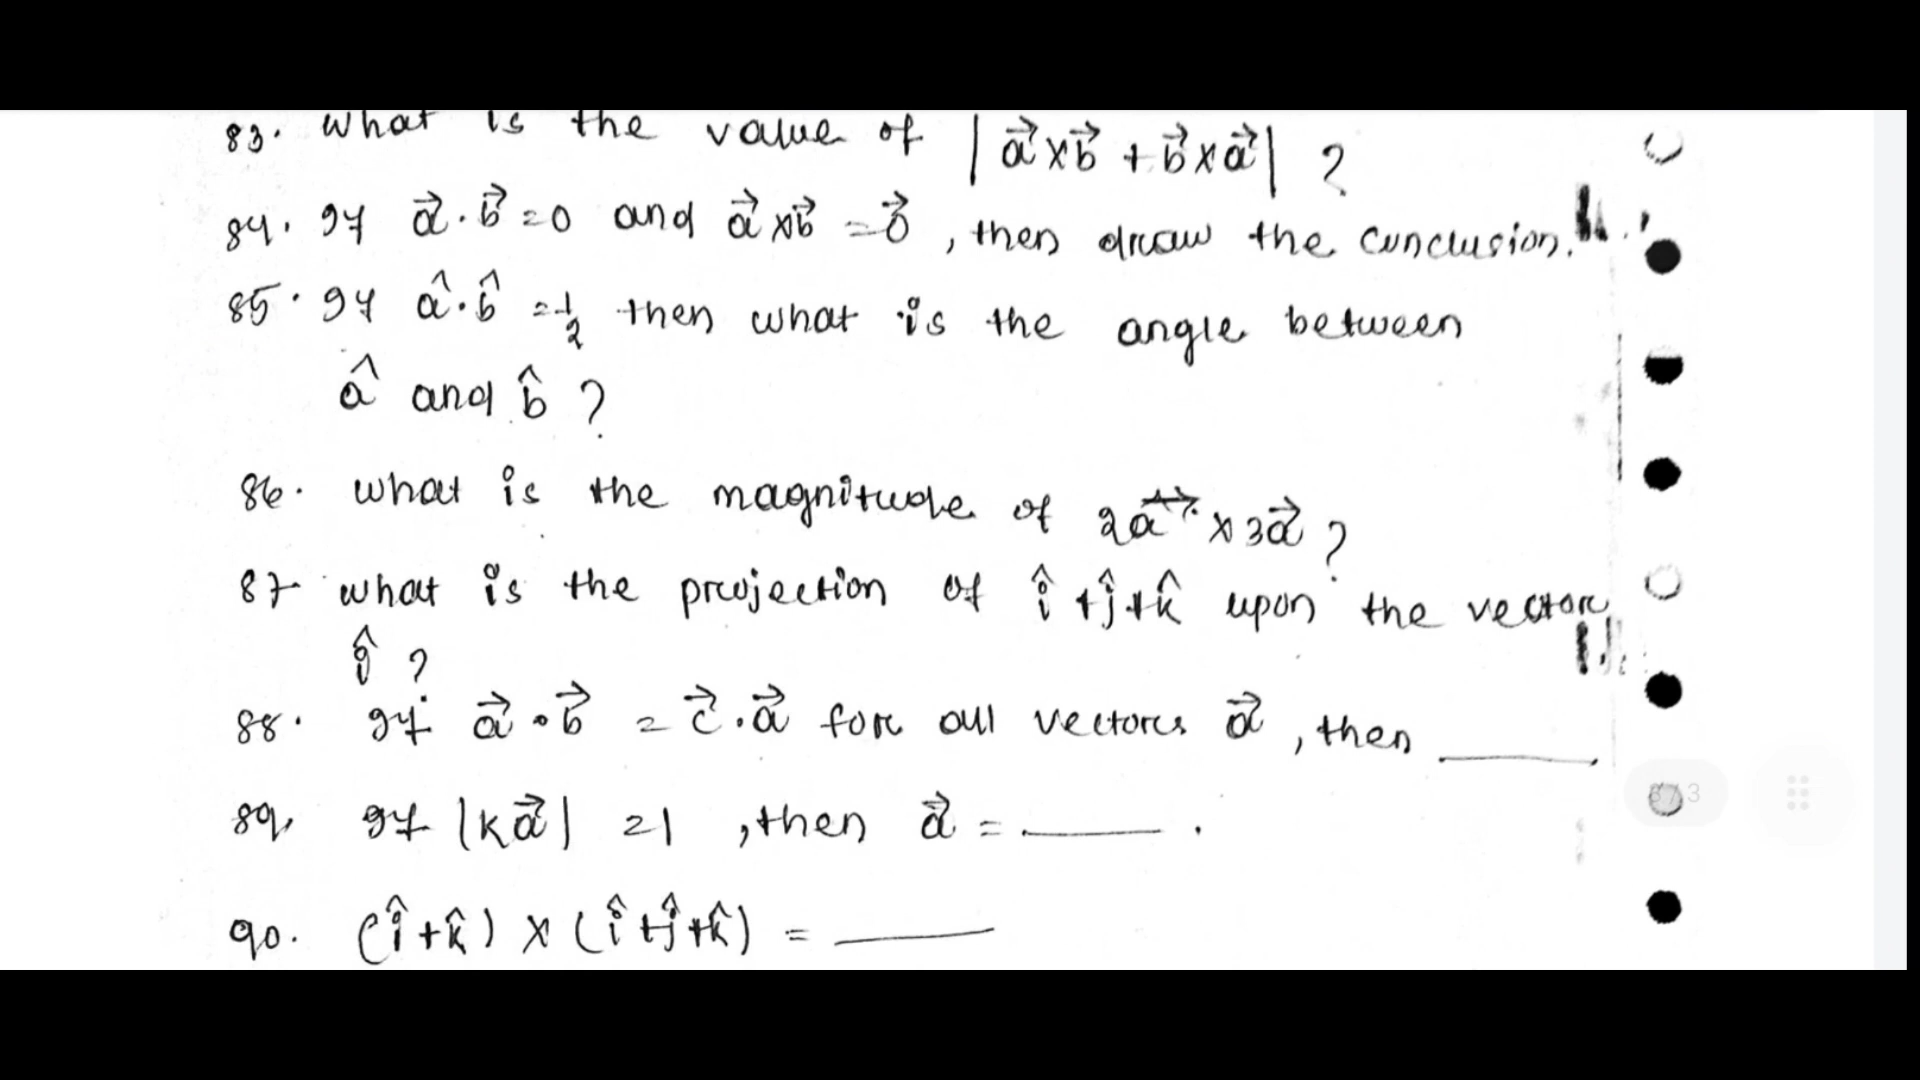 83. What is the value of |a⃗×b⃗ + b⃗×a⃗| ?
84. If a⃗·b⃗=0 and a⃗×b⃗ =0⃗, then draw the conclusion.
85. If â·b̂ =1/2 then what is the angle between
â and b̂ ?
86. What is the magnitude of 2a⃗ × 3a⃗ ?
87 What is the projection of î+ĵ+k̂ upon the vector
î ?
88. If a⃗·b⃗ = c⃗·a⃗ for all vectors a⃗, then ______
89. If |ka⃗| =1, then a⃗ = ______.
90. (î+k̂) × (î+ĵ+k̂) = ______